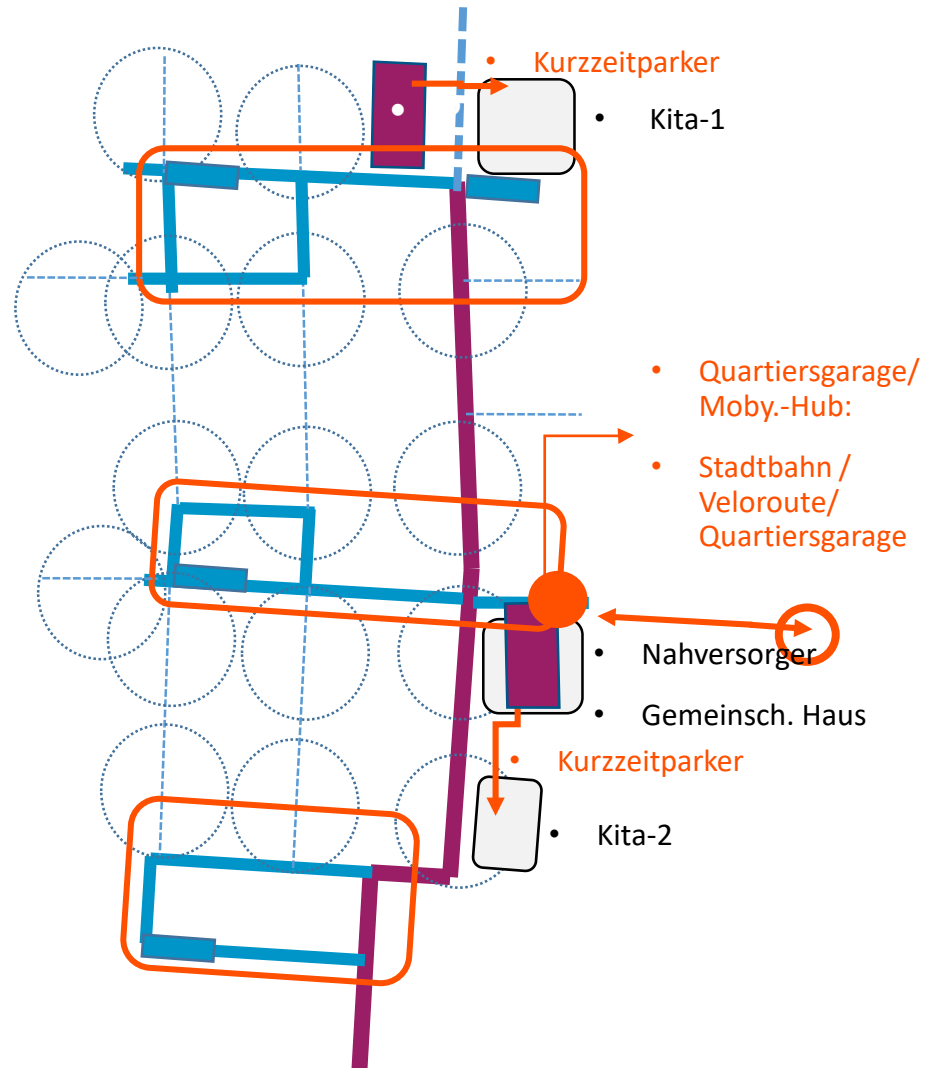 • Kurzzeitparker
• Kita-1
• Quartiersgarage/
Moby.-Hub:
• Stadtbahn /
Veloroute/
Quartiersgarage
• Nahversorger
• Gemeinsch. Haus
• Kurzzeitparker
• Kita-2